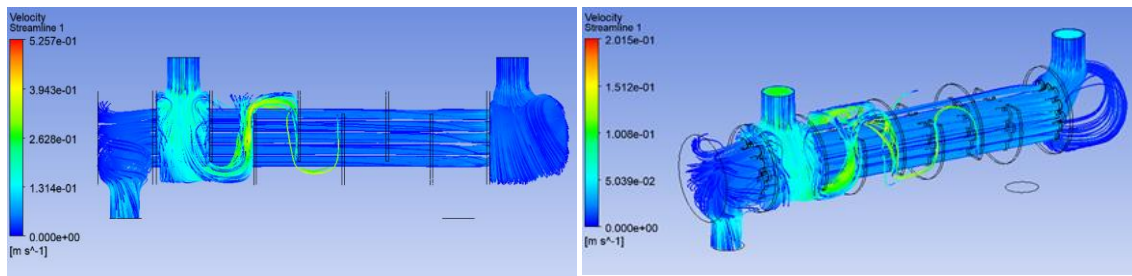 Velocity
Streamline 1
5.257e-01
3.943e-01
2.628e-01
1.314e-01
0.000e+00
[m s^-1]
Velocity
Streamline 1
2.015e-01
1.512e-01
1.008e-01
5.039e-02
0.000e+00
[m s^-1]